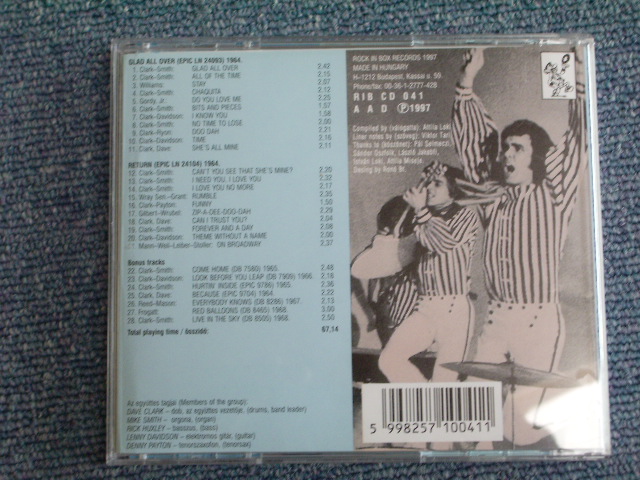 GLAD ALL OVER (EPIC LN 24093) 1964.
1. Clark–Smith: GLAD ALL OVER 2,42
2. Clark–Smith: ALL OF THE TIME 2,15
3. Williams: STAY 2,07
4. Clark–Smith: CHAQUITA 2,12
5. Gordy, Jr.: DO YOU LOVE ME 2,25
6. Clark–Smith: BITS AND PIECES 1,57
7. Clark–Davidson: I KNOW YOU 1,58
8. Clark–Smith: NO TIME TO LOSE 2,00
9. Clark–Ryan: DOO DAH 2,21
10. Clark–Davidson: TIME 2,16
11. Clark, Dave: SHE'S ALL MINE 2,11
RETURN (EPIC LN 24104) 1964.
12. Clark–Smith: CAN'T YOU SEE THAT SHE'S MINE? 2,20
13. Clark–Smith: I NEED YOU, I LOVE YOU 2,32
14. Clark–Smith: I LOVE YOU NO MORE 2,17
15. Wray Sen.–Grant: RUMBLE 2,35
16. Clark–Payton: FUNNY 1,50
17. Gilbert–Wrubel: ZIP-A-DEE-DOO-DAH 2,29
18. Clark, Dave: CAN I TRUST YOU? 2,04
19. Clark–Smith: FOREVER AND A DAY 2,08
20. Clark–Davidson: THEME WITHOUT A NAME 2,00
Mann–Weil–Leiber–Stoller: ON BROADWAY 2,37
Bonus tracks
22. Clark–Smith: COME HOME (DB 7580) 1965. 2,48
23. Clark–Davidson: LOOK BEFORE YOU LEAP (DB 7909) 1966. 2,18
24. Clark–Smith: HURTIN' INSIDE (EPIC 9786) 1965. 2,36
25. Clark, Dave: BECAUSE (EPIC 9704) 1964. 2,22
26. Reed–Mason: EVERYBODY KNOWS (DB 8286) 1967. 2,13
27. Frogatt: RED BALLOONS (DB 8465) 1968. 3,00
28. Clark–Smith: LIVE IN THE SKY (DB 8505) 1968. 2,50
Total playing time / összidő: 67,14
Az együttes tagjai (Members of the group):
DAVE CLARK – dob, az együttes vezetője, (drums, band leader)
MIKE SMITH – orgona, (organ)
RICK HUXLEY – basszus, (bass)
LENNY DAVIDSON – elektromos gitár, (guitar)
DENNY PAYTON – tenorszaxofon, (tenorsax)
ROCK IN BOX RECORDS 1997
MADE IN HUNGARY
H–1212 Budapest, Kassai u. 59.
Phone/fax: 00-36-1-2777-428
RIB CD 041
A A D Ⓟ1997
Compiled by (válogatta): Attila Laki
Liner notes by (szöveg): Viktor Tari
Thanks to (köszönet): Pál Selmeczi,
Sándor Dusnoki, László Jakabfi,
István Laki, Attila
Desing by René Br.
5 998257 100411